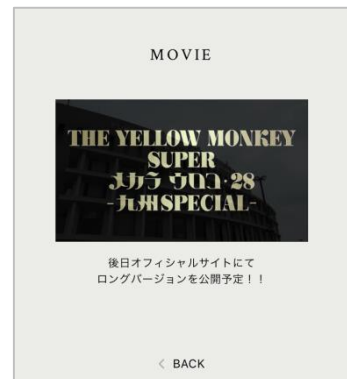 MOVIE
THE YELLOW MONKEY
SUPER
メカラ ウロコ・28
-九州SPECIAL-
後日オフィシャルサイトにて
ロングバージョンを公開予定！！
< BACK